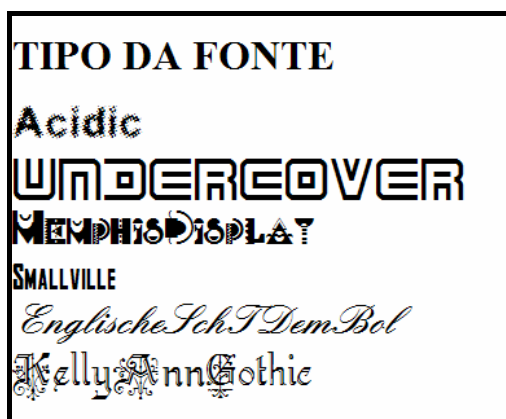 TIPO DA FONTE
Acidic
UNDERCOVER
MemphisDisplay
Smallville
EnglischeSchTDemBol
KellyAnnGothic